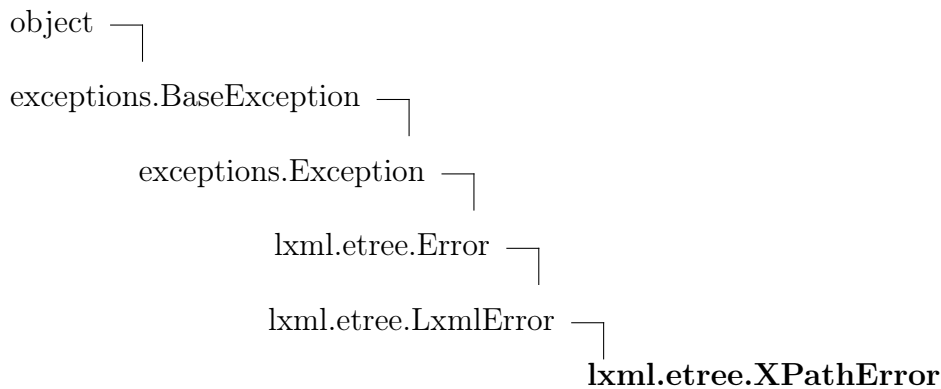 object
exceptions.BaseException
exceptions.Exception
lxml.etree.Error
lxml.etree.LxmlError
lxml.etree.XPathError